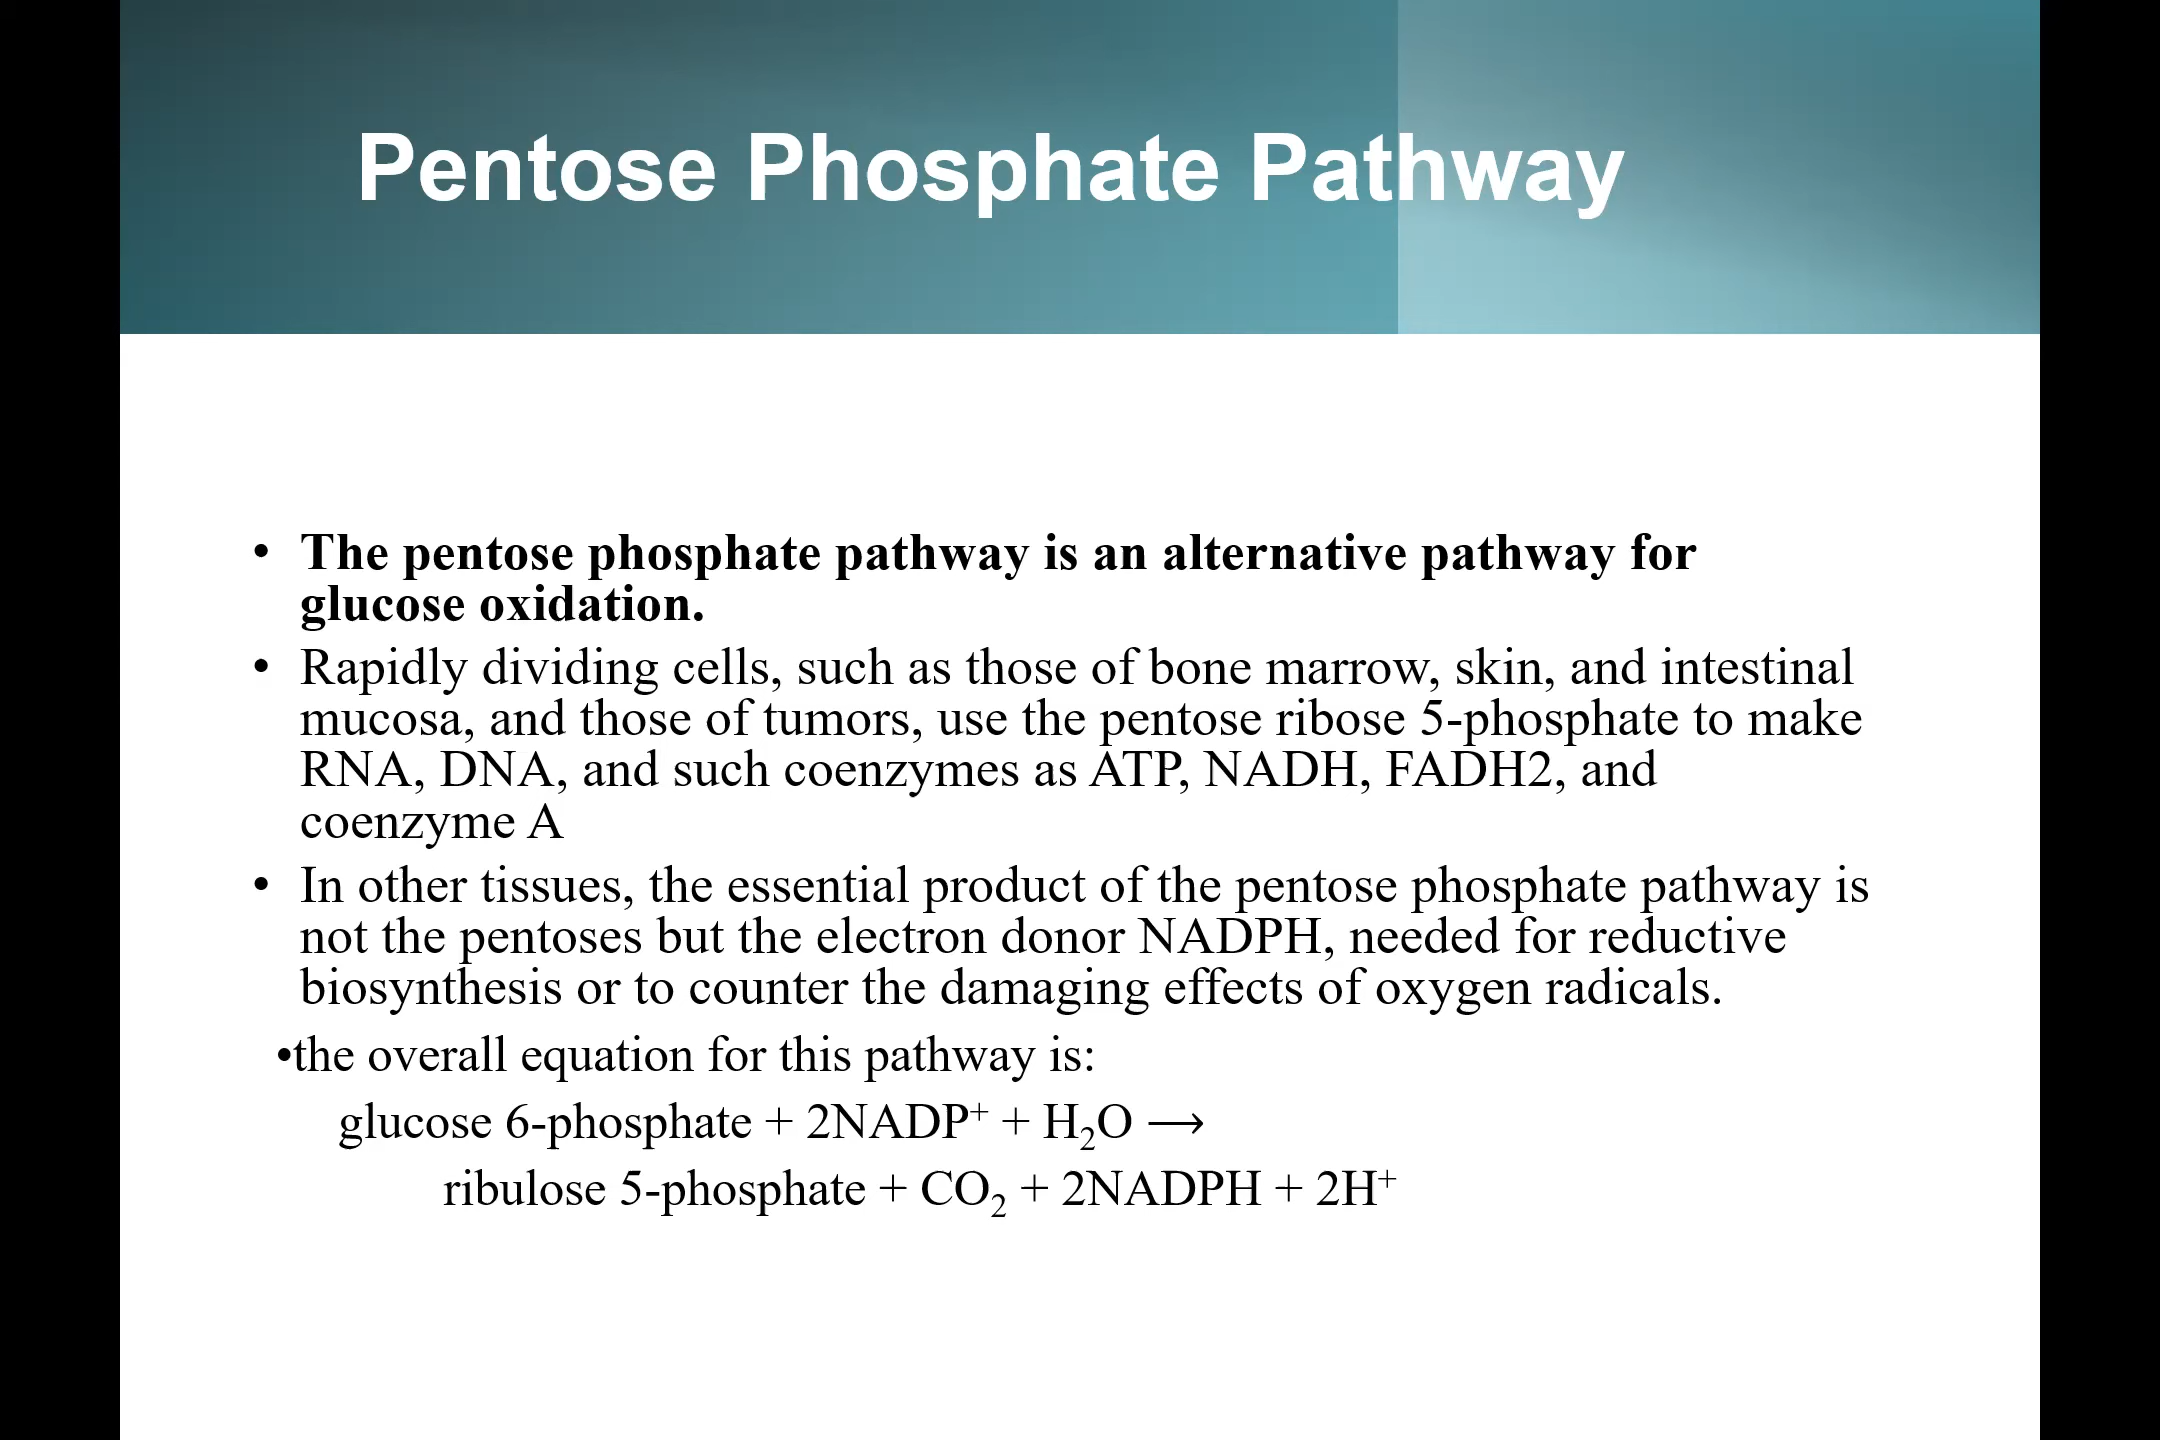 Pentose Phosphate Pathway
• The pentose phosphate pathway is an alternative pathway for
glucose oxidation.
• Rapidly dividing cells, such as those of bone marrow, skin, and intestinal
mucosa, and those of tumors, use the pentose ribose 5-phosphate to make
RNA, DNA, and such coenzymes as ATP, NADH, FADH2, and
coenzyme A
• In other tissues, the essential product of the pentose phosphate pathway is
not the pentoses but the electron donor NADPH, needed for reductive
biosynthesis or to counter the damaging effects of oxygen radicals.
•the overall equation for this pathway is:
glucose 6-phosphate + 2NADP⁺ + H₂O ⟶
ribulose 5-phosphate + CO₂ + 2NADPH + 2H⁺